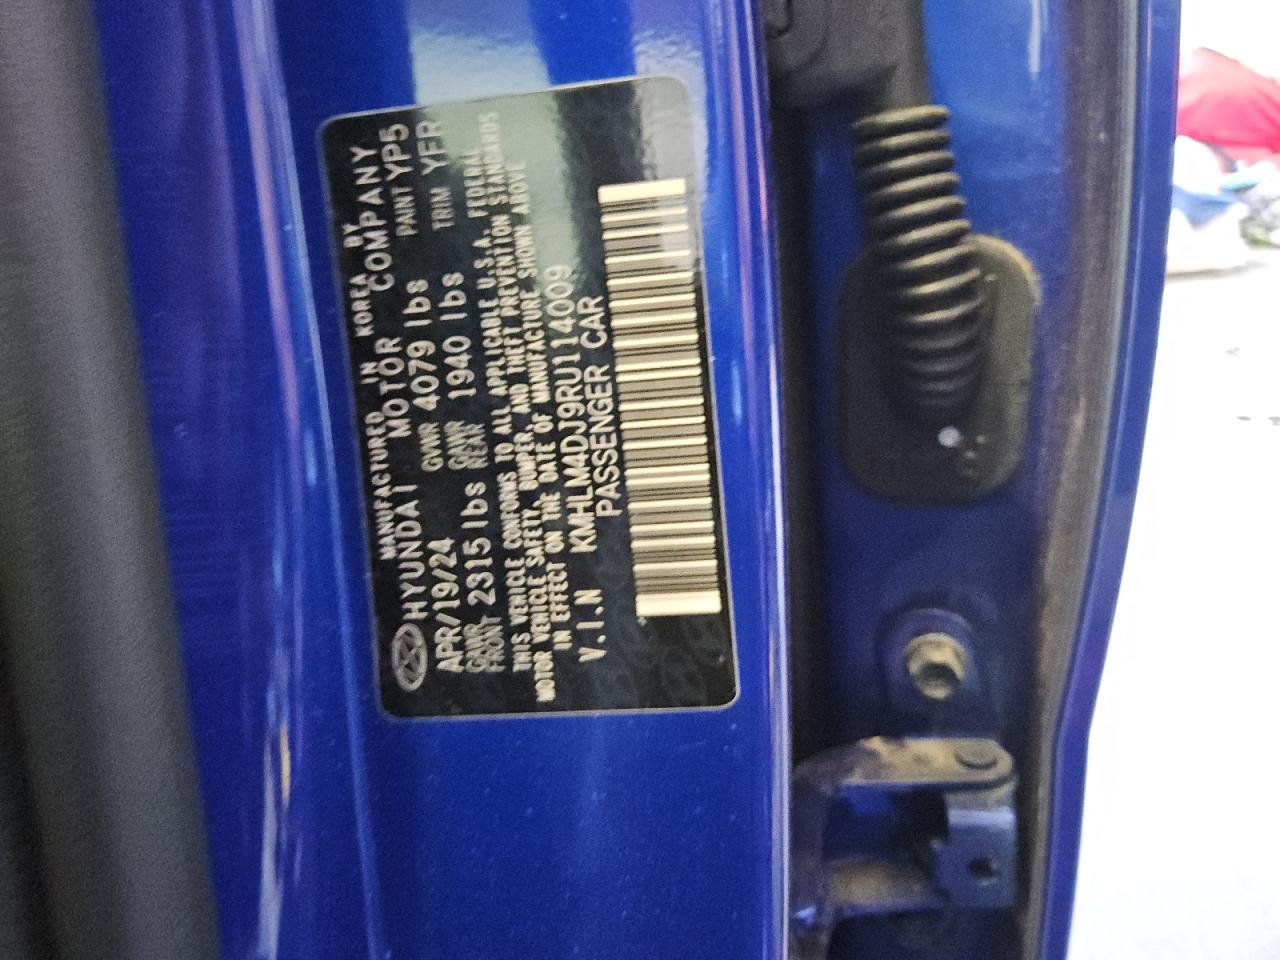 MANUFACTURED IN KOREA BY
HYUNDAI MOTOR COMPANY
APR/19/24 GVWR 4079 lbs PAINT YP5
GAWR FRONT 2315 lbs GAWR REAR 1940 lbs TRIM YFR
THIS VEHICLE CONFORMS TO ALL APPLICABLE U.S.A. FEDERAL
MOTOR VEHICLE SAFETY, BUMPER, AND THEFT PREVENTION STANDARDS
IN EFFECT ON THE DATE OF MANUFACTURE SHOWN ABOVE
V.I.N KMHLM4DJ9RU114009
PASSENGER CAR